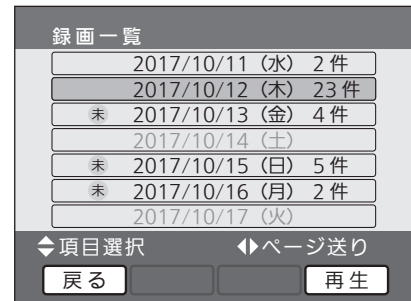 録画一覧
2017/10/11（水） 2件
2017/10/12（木） 23件
未 2017/10/13（金） 4件
2017/10/14（土）
未 2017/10/15（日） 5件
未 2017/10/16（月） 2件
2017/10/17（火）
項目選択 ページ送り
戻る 再生